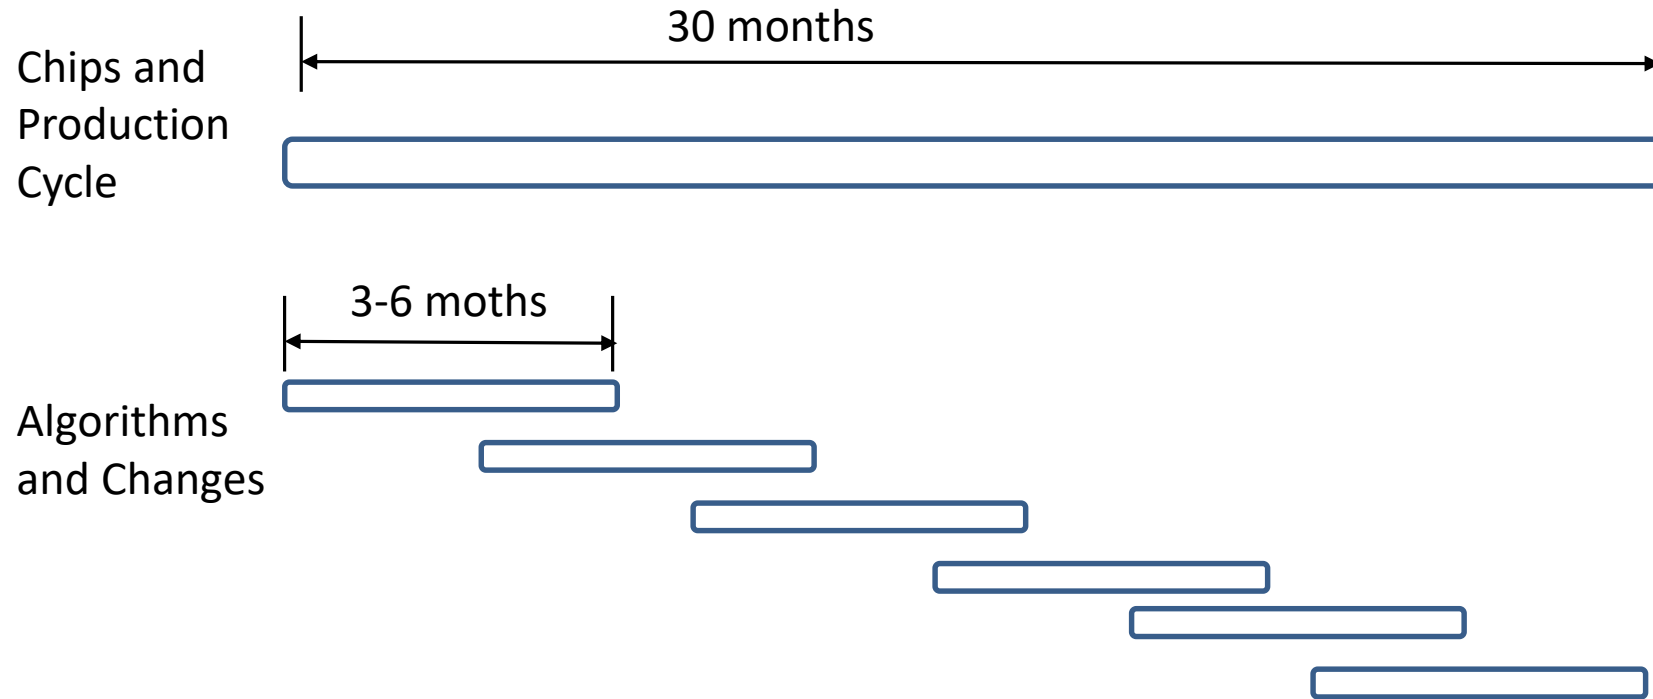 30 months
Chips and
Production
Cycle
3-6 moths
Algorithms
and Changes